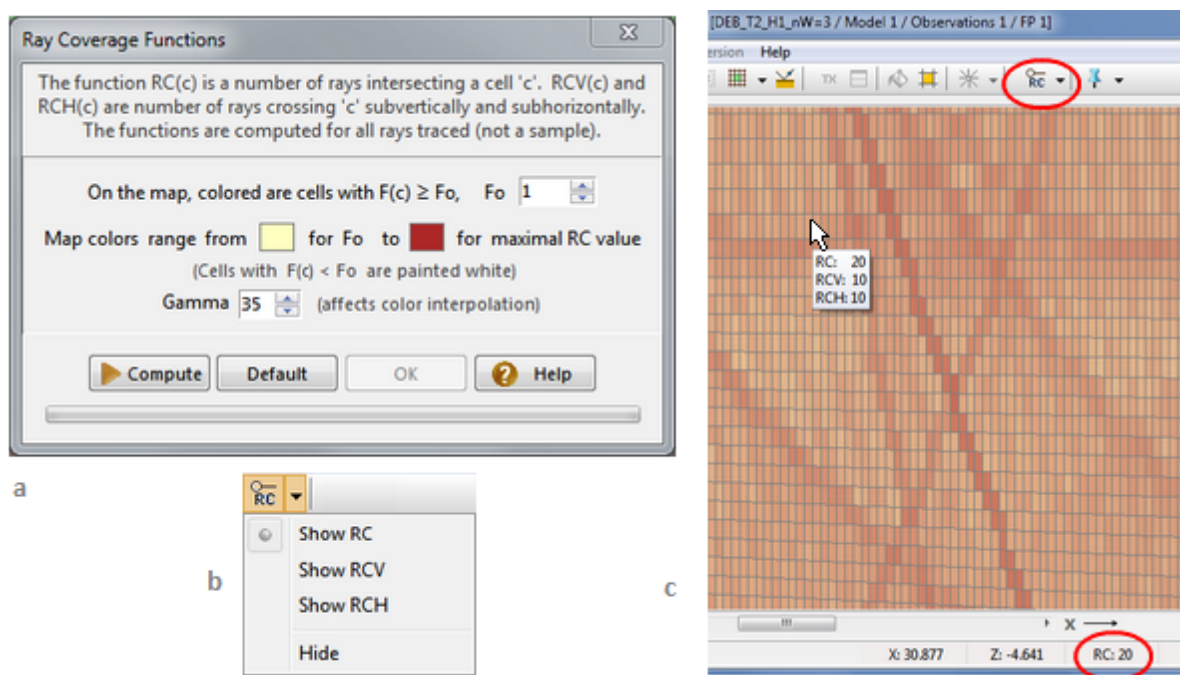 Ray Coverage Functions
The function RC(c) is a number of rays intersecting a cell 'c'. RCV(c) and
RCH(c) are number of rays crossing 'c' subvertically and subhorizontally.
The functions are computed for all rays traced (not a sample).
On the map, colored are cells with F(c) ≥ Fo, Fo 1
Map colors range from for Fo to for maximal RC value
(Cells with F(c) < Fo are painted white)
Gamma 35 (affects color interpolation)
Compute Default OK Help
a
RC
Show RC
Show RCV
Show RCH
Hide
b
[DEB_T2_H1_nW=3 / Model 1 / Observations 1 / FP 1]
ersion Help
TX RC
RC: 20
RCV: 10
RCH: 10
X
X: 30.877 Z: -4.641 RC: 20
c